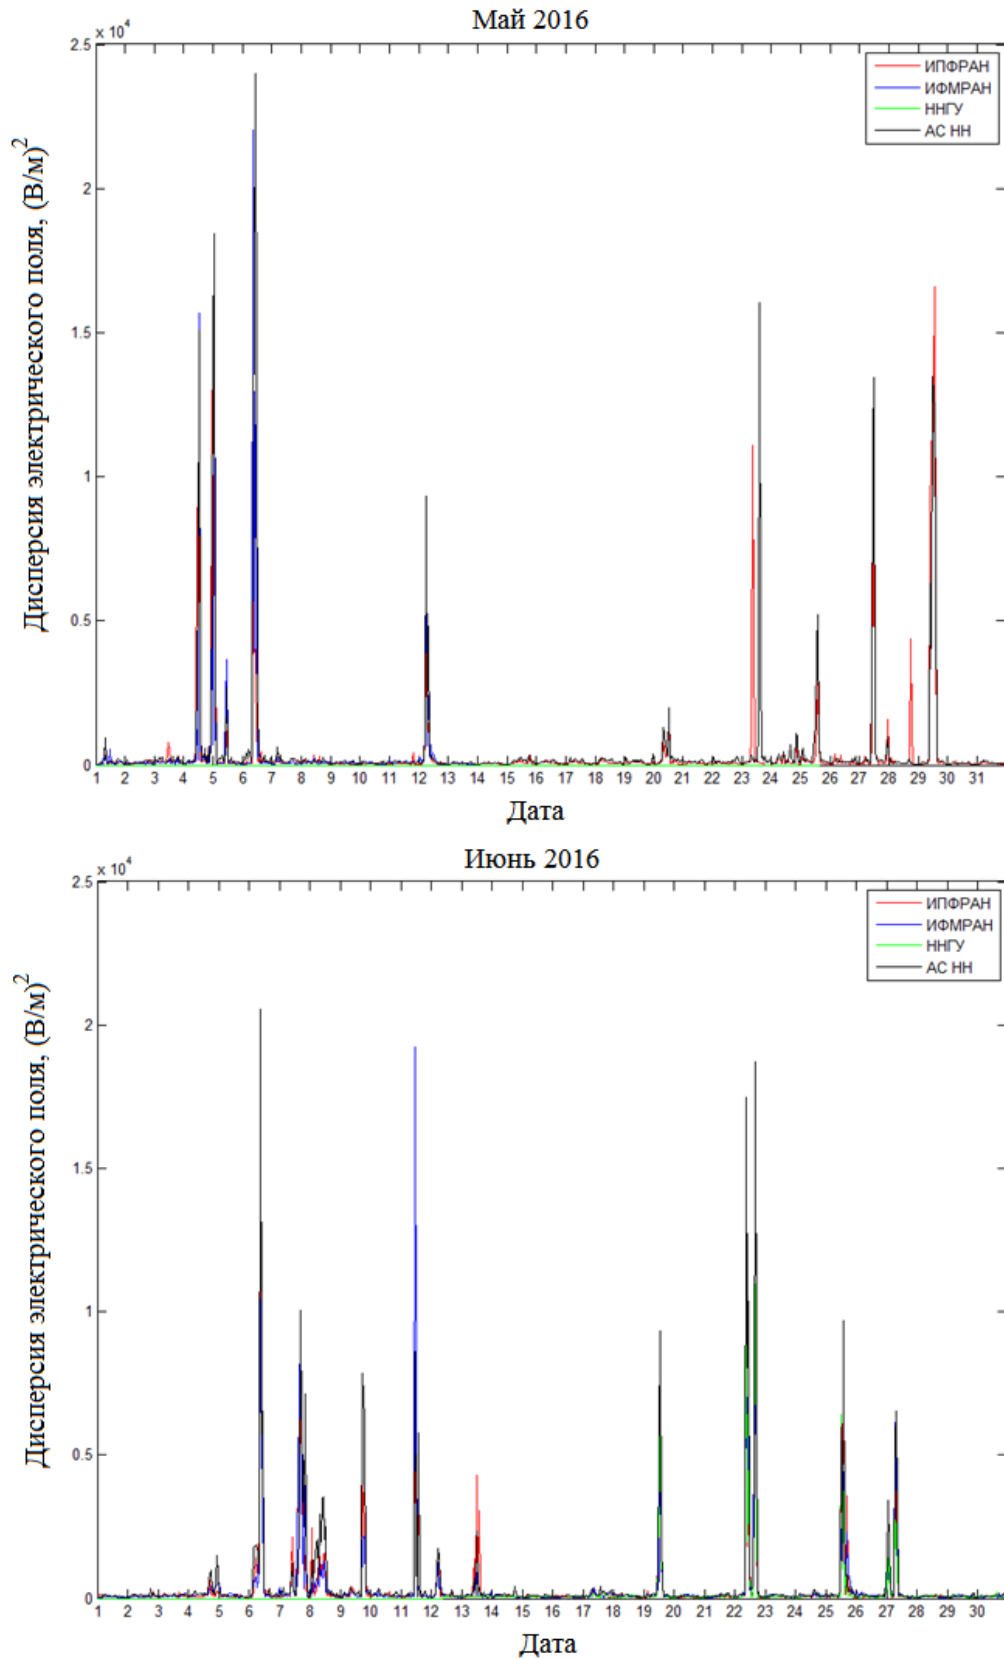 Май 2016
x 10^4
2.5
2
1.5
1
0.5
0
Дисперсия электрического поля, (В/м)^2
ИПФРАН
ИФМРАН
ННГУ
АС НН
1 2 3 4 5 6 7 8 9 10 11 12 13 14 15 16 17 18 19 20 21 22 23 24 25 26 27 28 29 30 31
Дата
Июнь 2016
x 10^4
2.5
2
1.5
1
0.5
0
Дисперсия электрического поля, (В/м)^2
ИПФРАН
ИФМРАН
ННГУ
АС НН
1 2 3 4 5 6 7 8 9 10 11 12 13 14 15 16 17 18 19 20 21 22 23 24 25 26 27 28 29 30
Дата